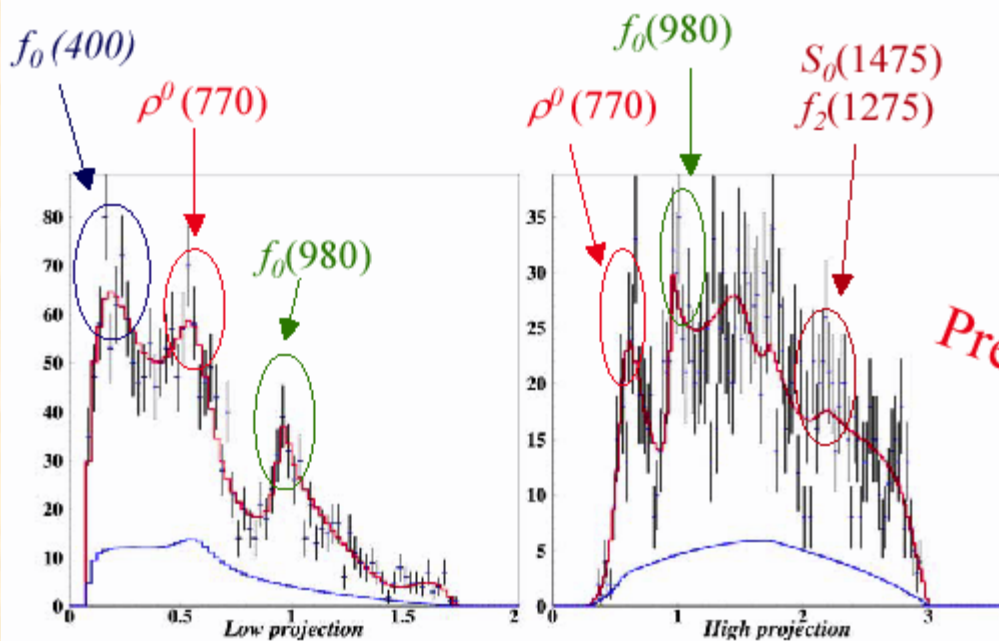 f₀ (400)
ρ⁰ (770)
f₀(980)
f₀(980)
ρ⁰ (770)
S₀(1475)
f₂(1275)
80
70
60
50
40
30
20
10
0
0
0.5
1
1.5
2
Low projection
35
30
25
20
15
10
5
0
0
1
2
3
High projection
Pre